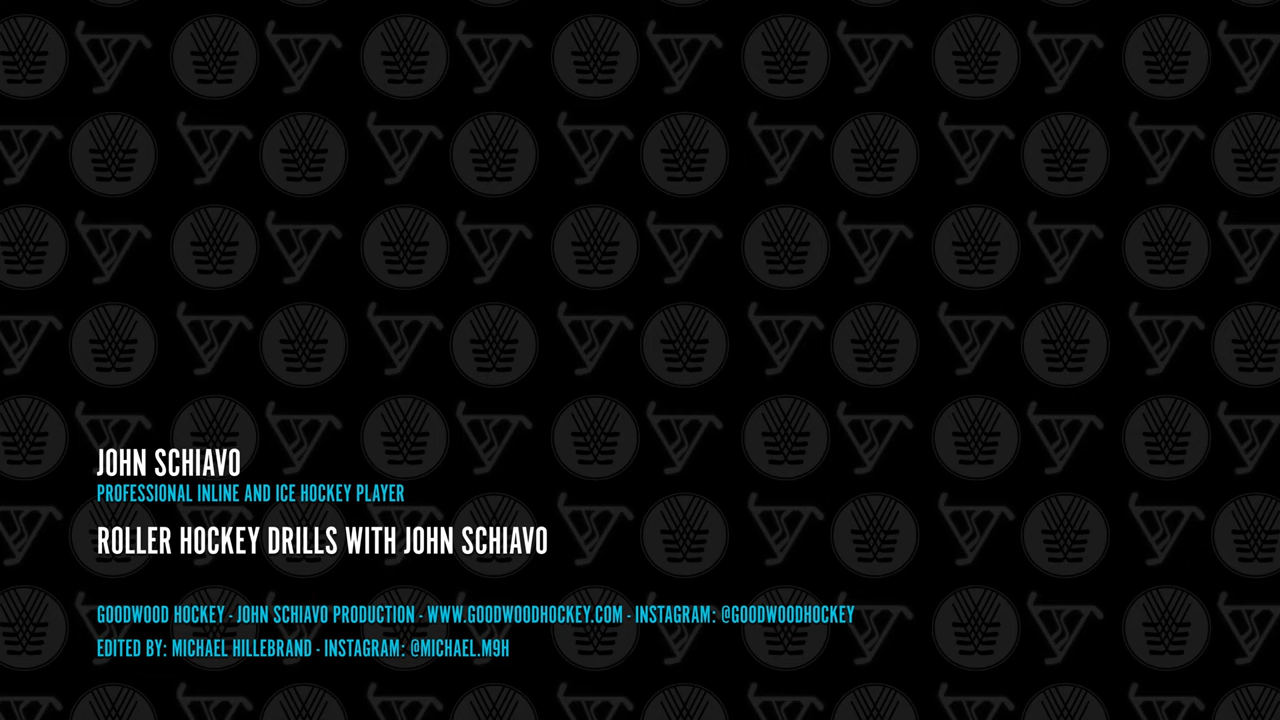 JOHN SCHIAVO
PROFESSIONAL INLINE AND ICE HOCKEY PLAYER
ROLLER HOCKEY DRILLS WITH JOHN SCHIAVO
GOODWOOD HOCKEY - JOHN SCHIAVO PRODUCTION - WWW.GOODWOODHOCKEY.COM - INSTAGRAM: @GOODWOODHOCKEY
EDITED BY: MICHAEL HILLEBRAND - INSTAGRAM: @MICHAEL.M9H